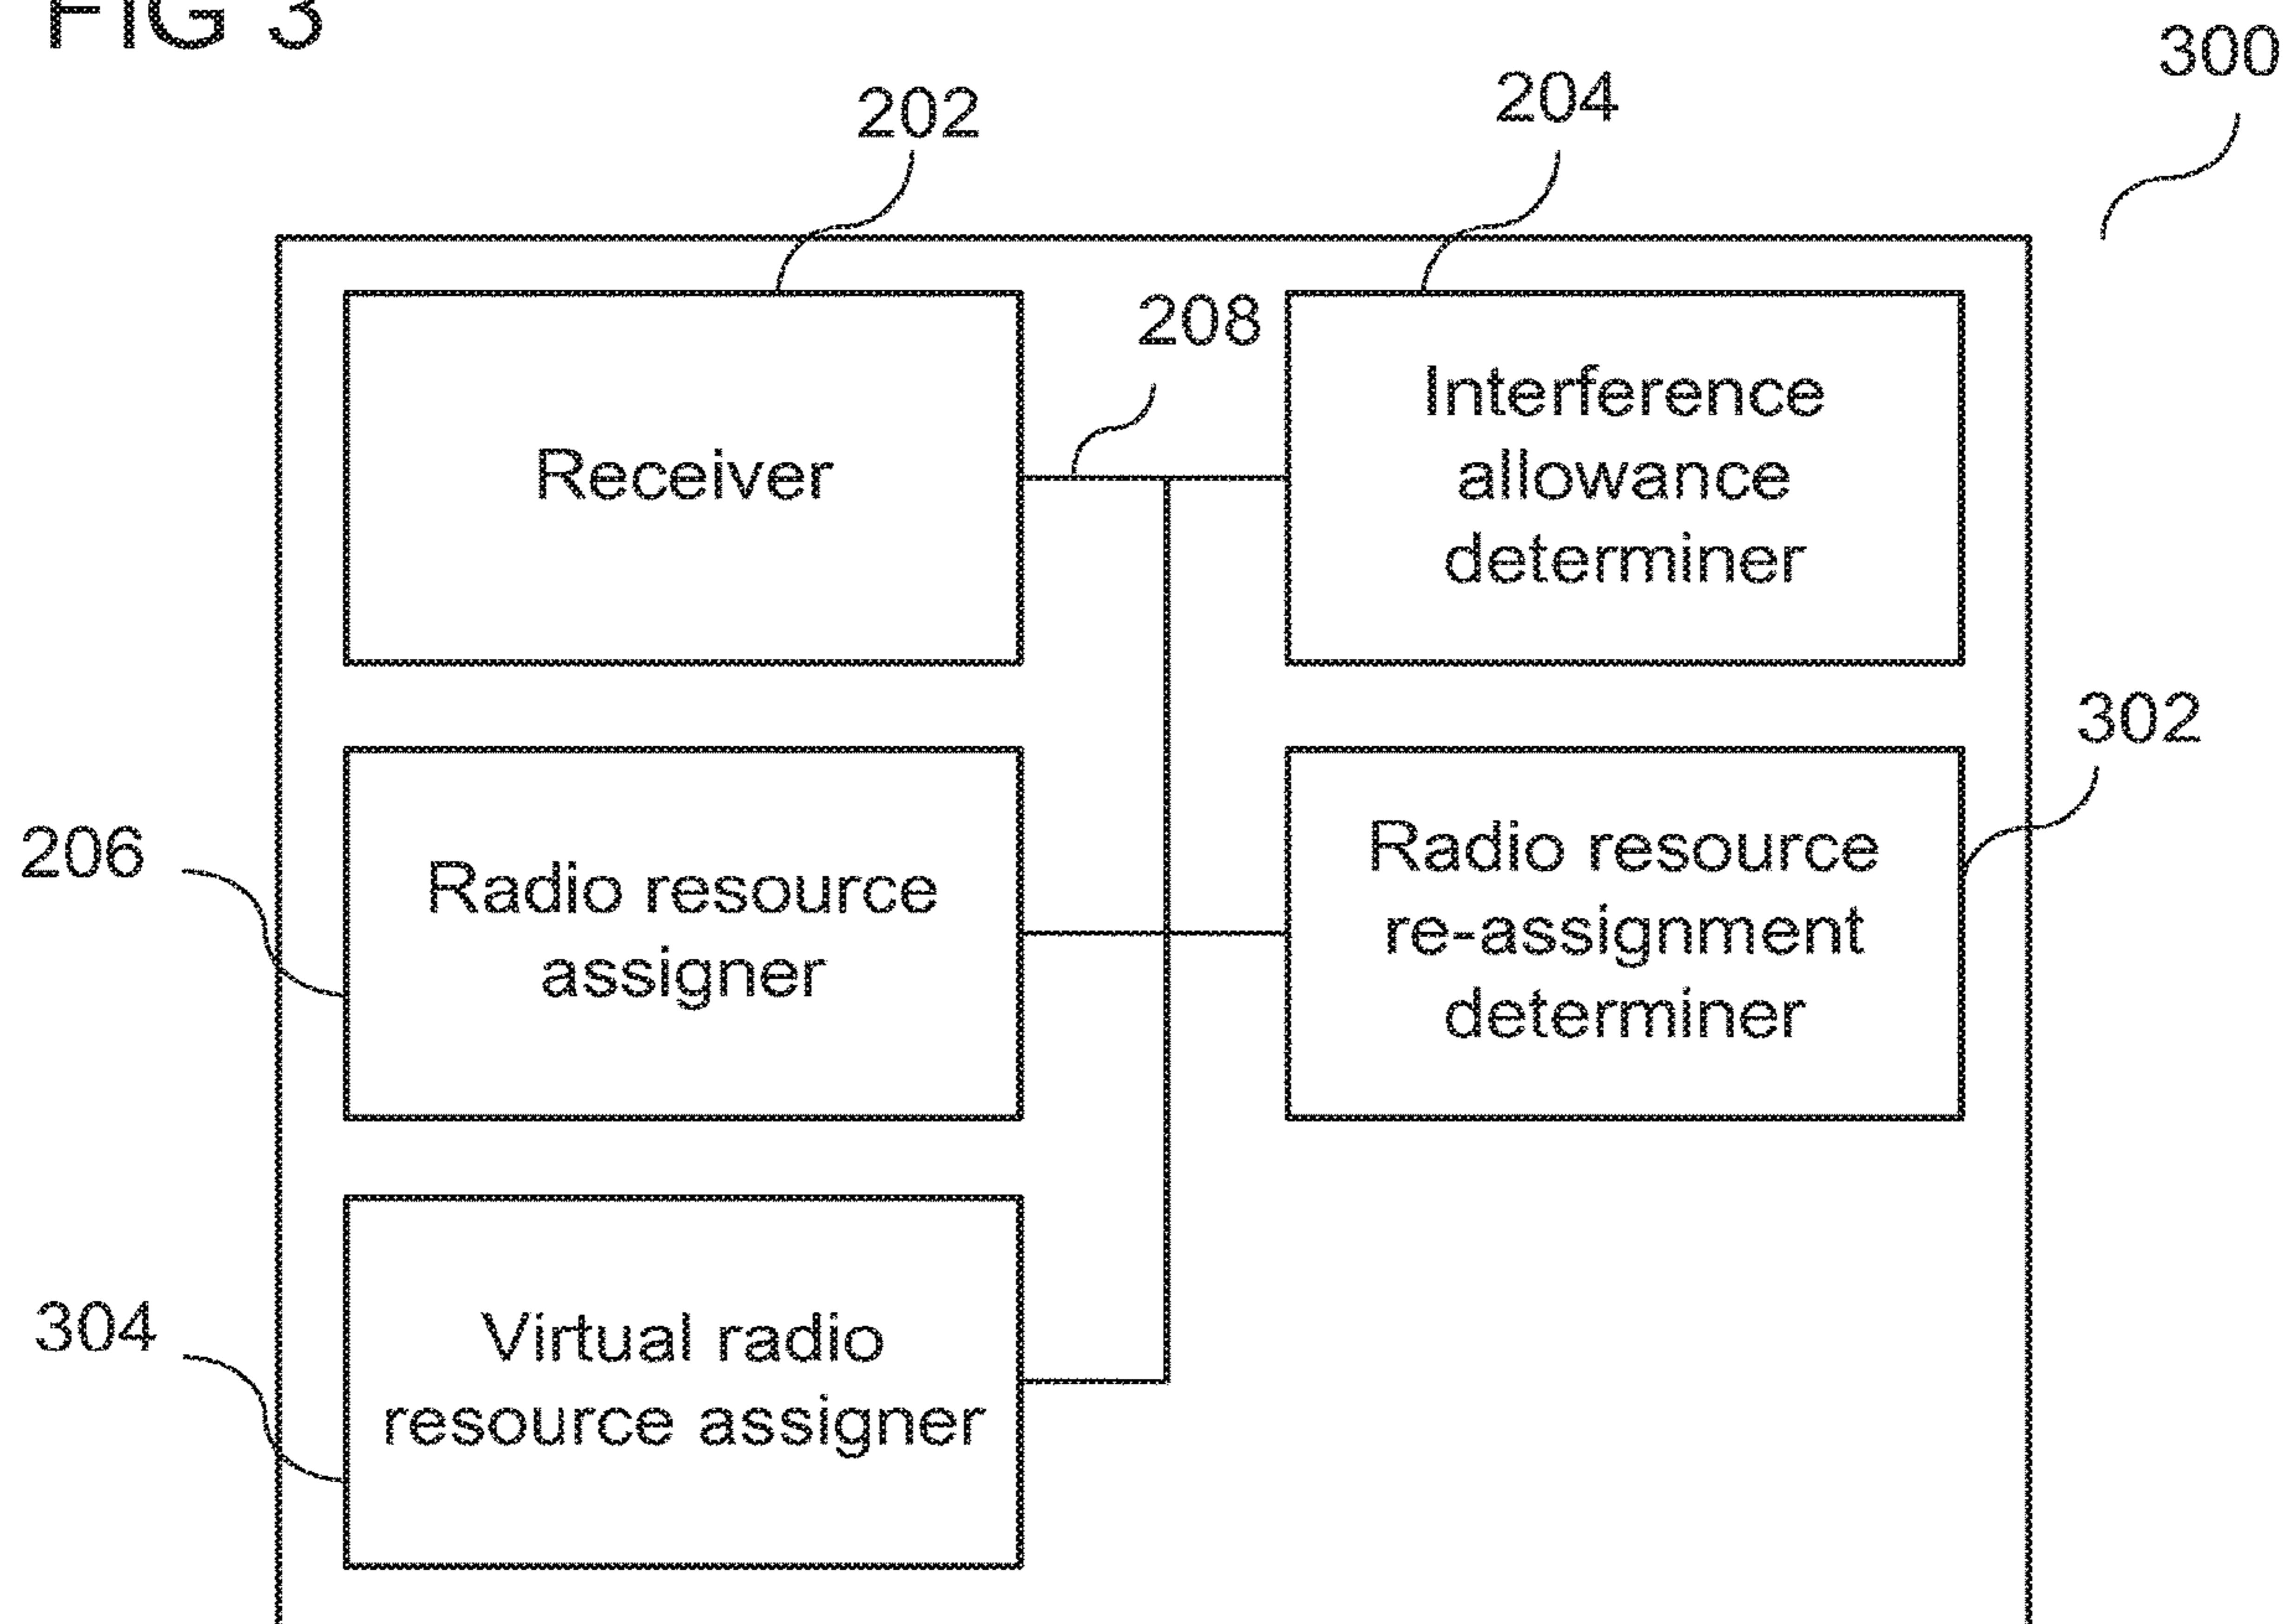 FIG 3
300
202
204
208
Receiver
Interference
allowance
determiner
302
206
Radio resource
assigner
Radio resource
re-assignment
determiner
304
Virtual radio
resource assigner